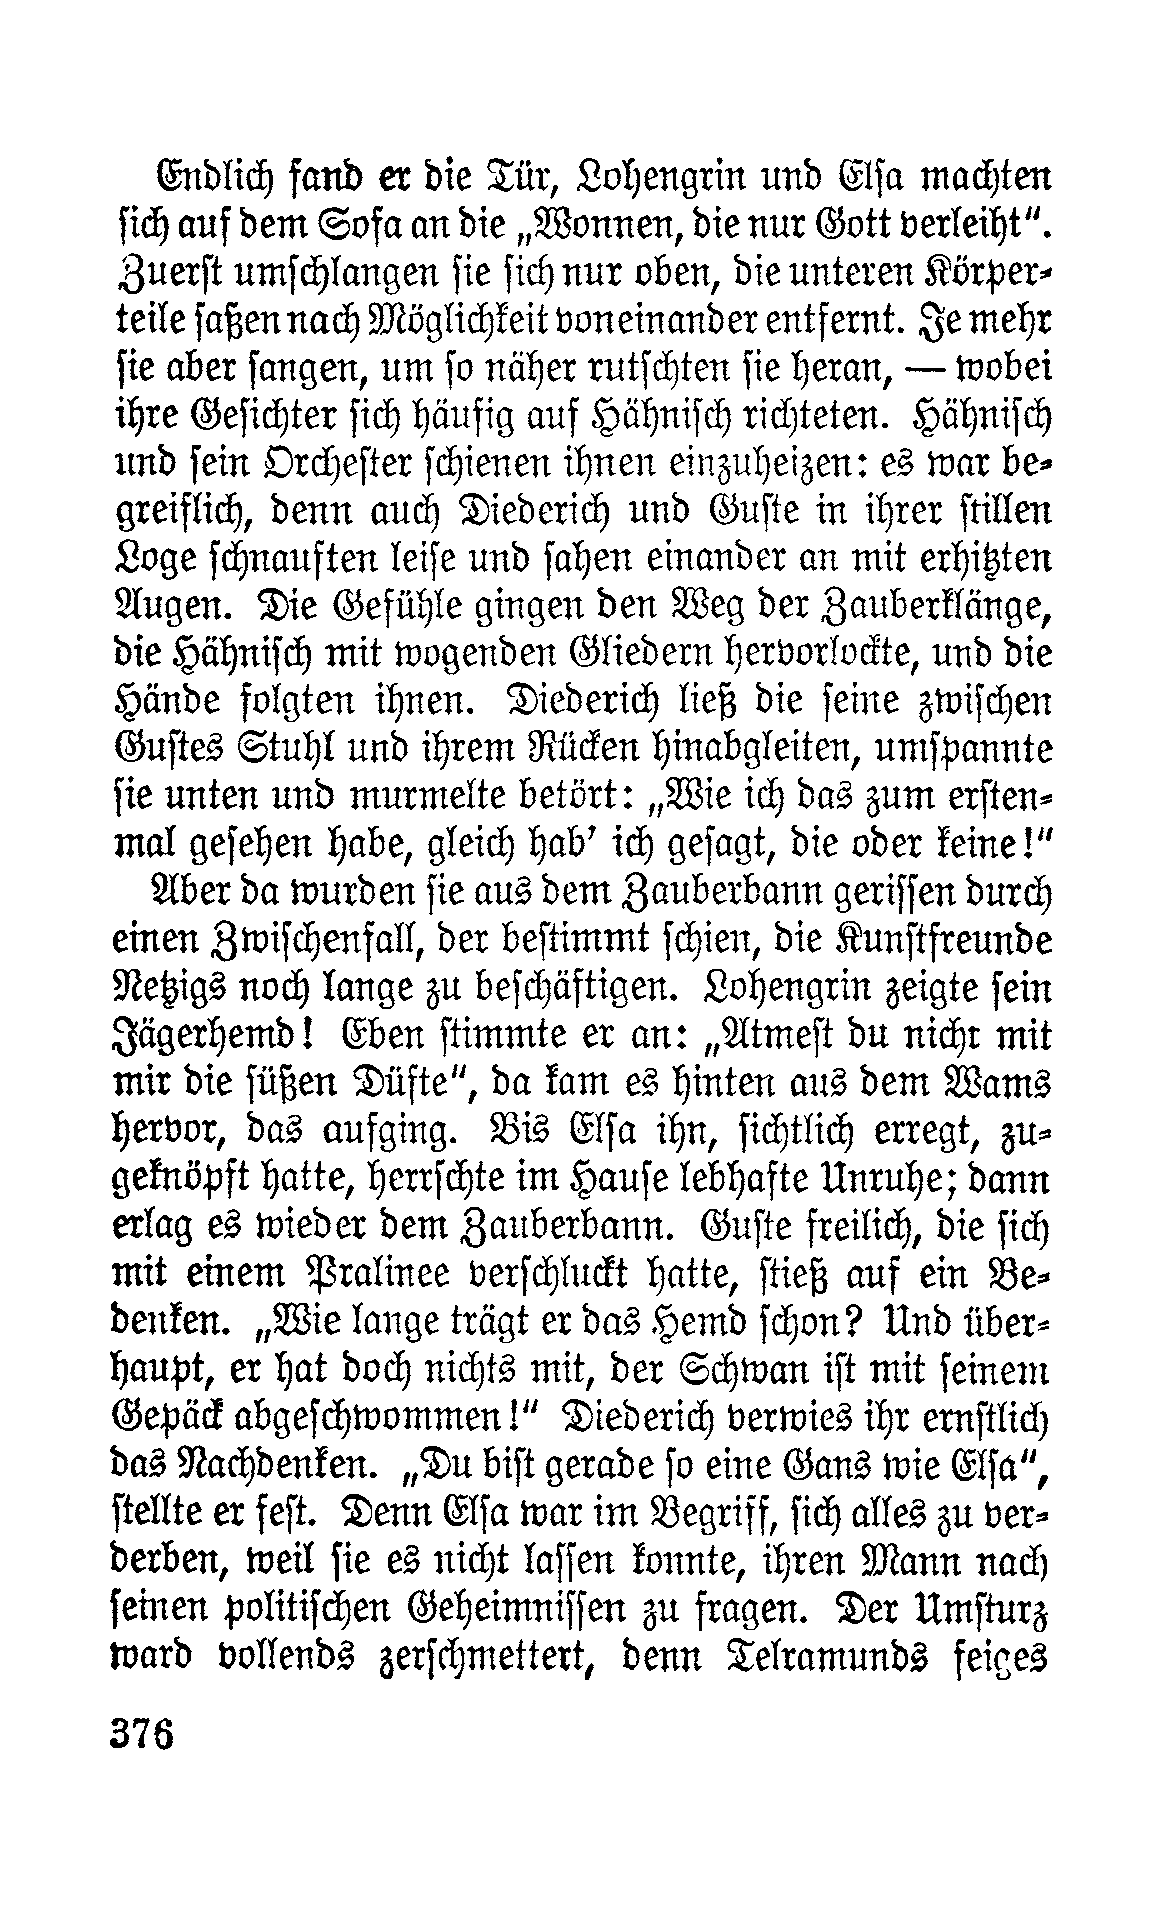 Endlich fand er die Tür, Lohengrin und Elsa machten
sich auf dem Sofa an die „Wonnen, die nur Gott verleiht“.
Zuerst umschlangen sie sich nur oben, die unteren Körper-
teile saßen nach Möglichkeit voneinander entfernt. Je mehr
sie aber sangen, um so näher rutschten sie heran, — wobei
ihre Gesichter sich häufig auf Hähnisch richteten. Hähnisch
und sein Orchester schienen ihnen einzuheizen: es war be-
greiflich, denn auch Diederich und Guste in ihrer stillen
Loge schnauften leise und sahen einander an mit erhitzten
Augen. Die Gefühle gingen den Weg der Zauberklänge,
die Hähnisch mit wogenden Gliedern hervorlockte, und die
Hände folgten ihnen. Diederich ließ die seine zwischen
Gustes Stuhl und ihrem Rücken hinabgleiten, umspannte
sie unten und murmelte betört: „Wie ich das zum ersten-
mal gesehen habe, gleich hab’ ich gesagt, die oder keine!“
Aber da wurden sie aus dem Zauberbann gerissen durch
einen Zwischenfall, der bestimmt schien, die Kunstfreunde
Netzigs noch lange zu beschäftigen. Lohengrin zeigte sein
Jägerhemd! Eben stimmte er an: „Atmest du nicht mit
mir die süßen Düfte“, da kam es hinten aus dem Wams
hervor, das aufging. Bis Elsa ihn, sichtlich erregt, zu-
geknöpft hatte, herrschte im Hause lebhafte Unruhe; dann
erlag es wieder dem Zauberbann. Guste freilich, die sich
mit einem Pralinee verschluckt hatte, stieß auf ein Be-
denken. „Wie lange trägt er das Hemd schon? Und über-
haupt, er hat doch nichts mit, der Schwan ist mit seinem
Gepäck abgeschwommen!“ Diederich verwies ihr ernstlich
das Nachdenken. „Du bist gerade so eine Gans wie Elsa“,
stellte er fest. Denn Elsa war im Begriff, sich alles zu ver-
derben, weil sie es nicht lassen konnte, ihren Mann nach
seinen politischen Geheimnissen zu fragen. Der Umsturz
ward vollends zerschmettert, denn Telramunds feiges
376